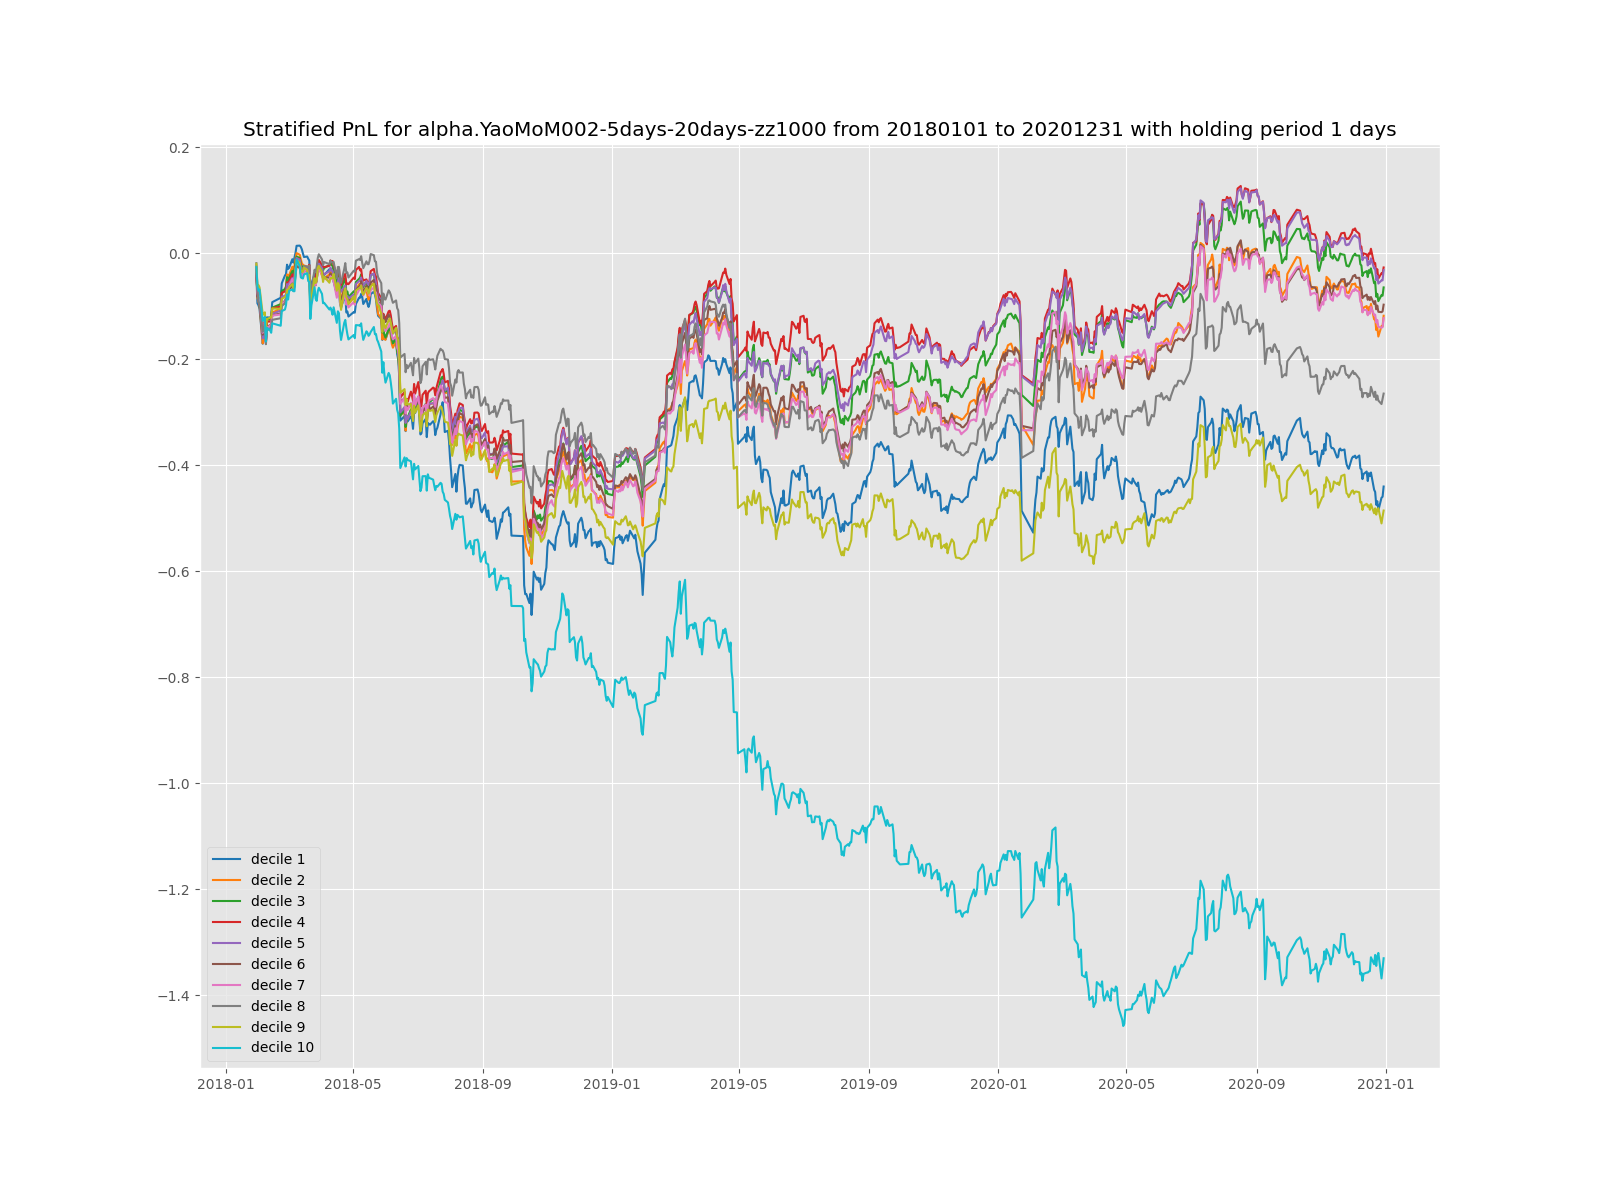 Stratified PnL for alpha.YaoMoM002-5days-20days-zz1000 from 20180101 to 20201231 with holding period 1 days
0.2
0.0
−0.2
−0.4
−0.6
−0.8
−1.0
−1.2
−1.4
decile 1
decile 2
decile 3
decile 4
decile 5
decile 6
decile 7
decile 8
decile 9
decile 10
2018-01 2018-05 2018-09 2019-01 2019-05 2019-09 2020-01 2020-05 2020-09 2021-01